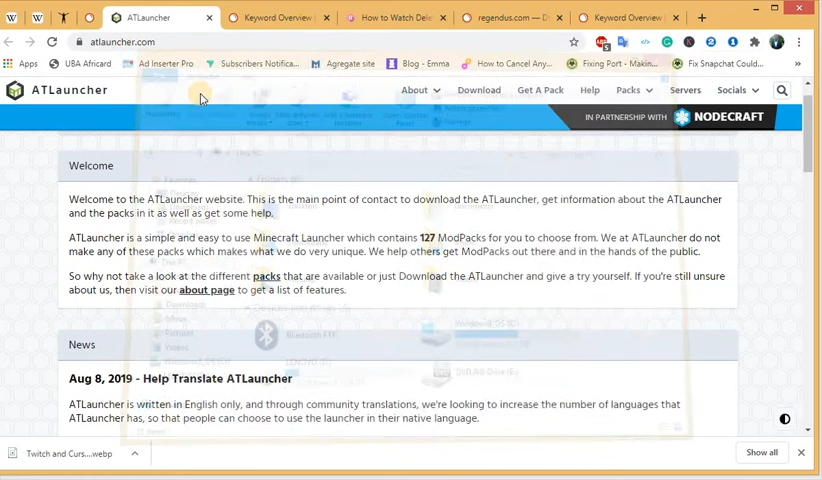 ATLauncher
Keyword Overview |
How to Watch Dele
regendus.com — D
Keyword Overview |
atlauncher.com
Apps
UBA Africard
Ad Inserter Pro
Subscribers Notifica...
Agregate site
Blog - Emma
How to Cancel Any...
Fixing Port - Makin...
Fix Snapchat Could...
ATLauncher
About
Download
Get A Pack
Help
Packs
Servers
Socials
IN PARTNERSHIP WITH NODECRAFT
Welcome
Welcome to the ATLauncher website. This is the main point of contact to download the ATLauncher, get information about the ATLauncher
and the packs in it as well as get some help.
ATLauncher is a simple and easy to use Minecraft Launcher which contains 127 ModPacks for you to choose from. We at ATLauncher do not
make any of these packs which makes what we do very unique. We help others get ModPacks out there and in the hands of the public.
So why not take a look at the different packs that are available or just Download the ATLauncher and give a try yourself. If you're still unsure
about us, then visit our about page to get a list of features.
Downloads
Music
Pictures
Videos
Bluetooth FTP
LENOVO (E:)
News
Aug 8, 2019 - Help Translate ATLauncher
ATLauncher is written in English only, and through community translations, we're looking to increase the number of languages that
ATLauncher has, so that people can choose to use the launcher in their native language.
Twitch and Curs....webp
Show all